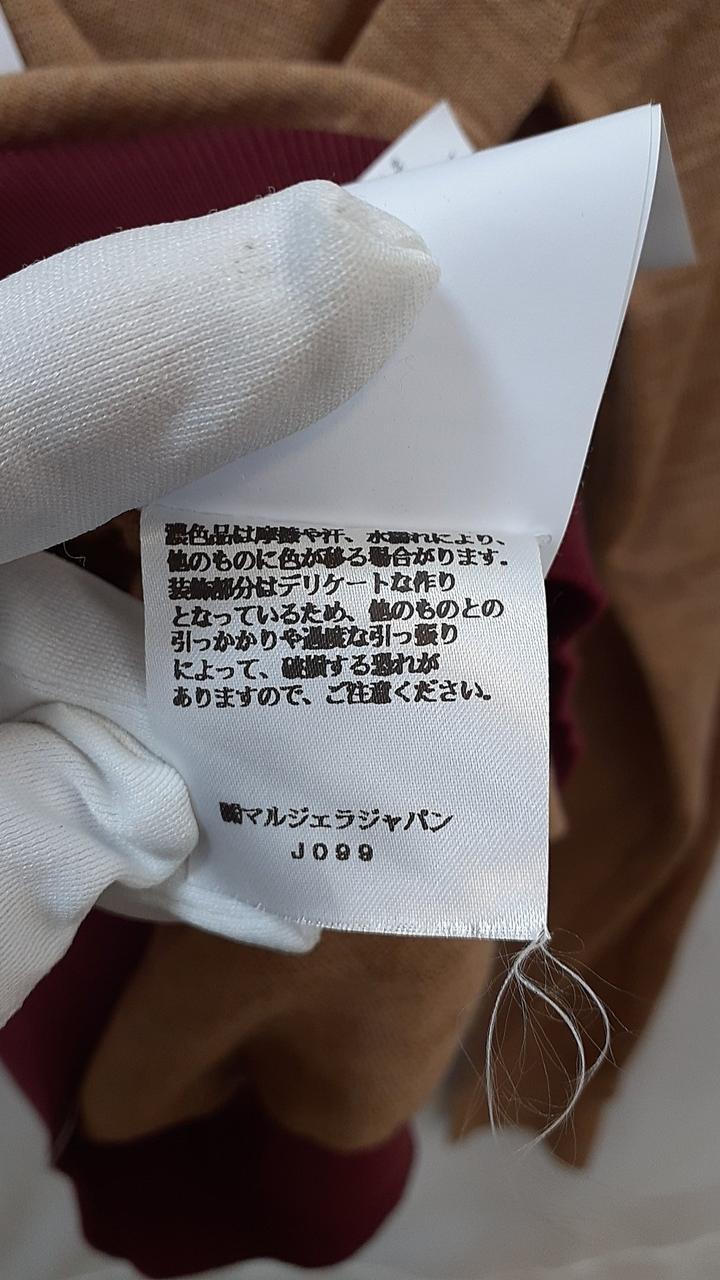 濃色品は摩擦や汗、水濡れにより、
他のものに色が移る場合がります。
装飾部分はデリケートな作り
となっているため、他のものとの
引っかかりや過度な引っ張り
によって、破損する恐れが
ありますので、ご注意ください。
㈱マルジェラジャパン
J099